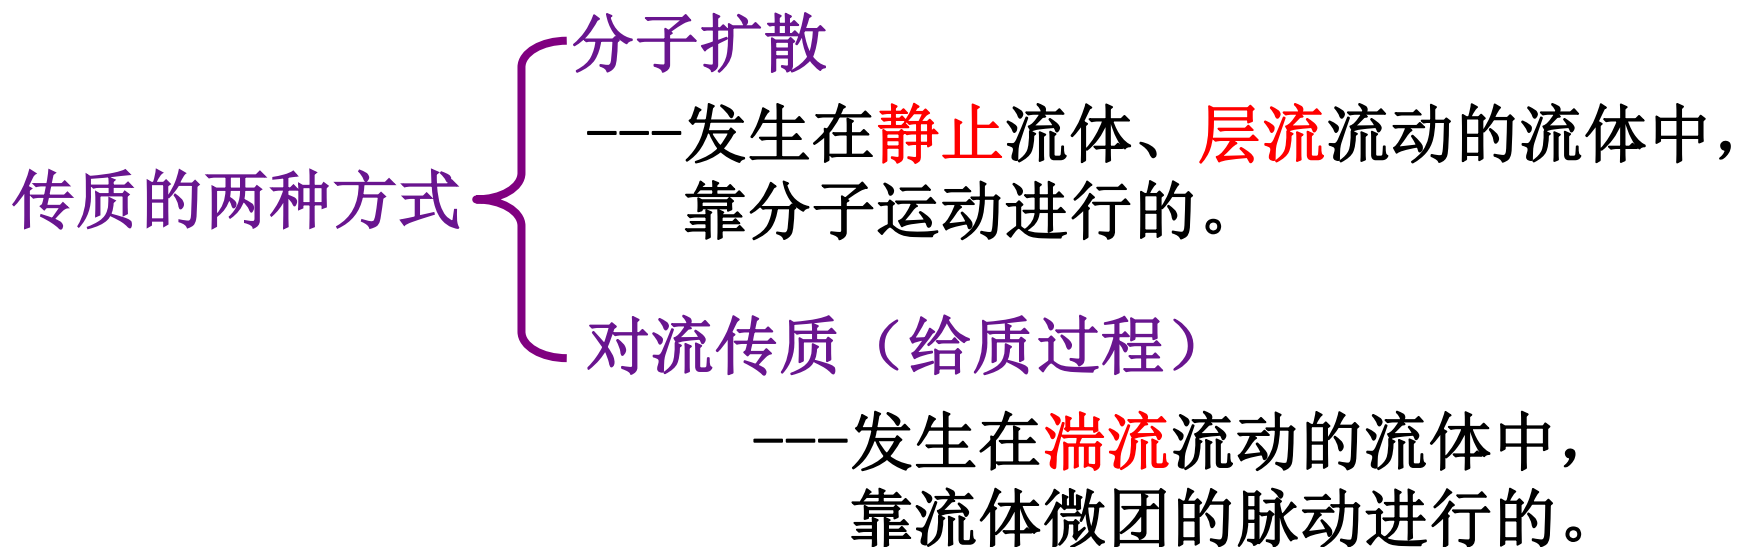 分子扩散
---发生在静止流体、层流流动的流体中，
传质的两种方式
靠分子运动进行的。
对流传质（给质过程）
---发生在湍流流动的流体中，
靠流体微团的脉动进行的。